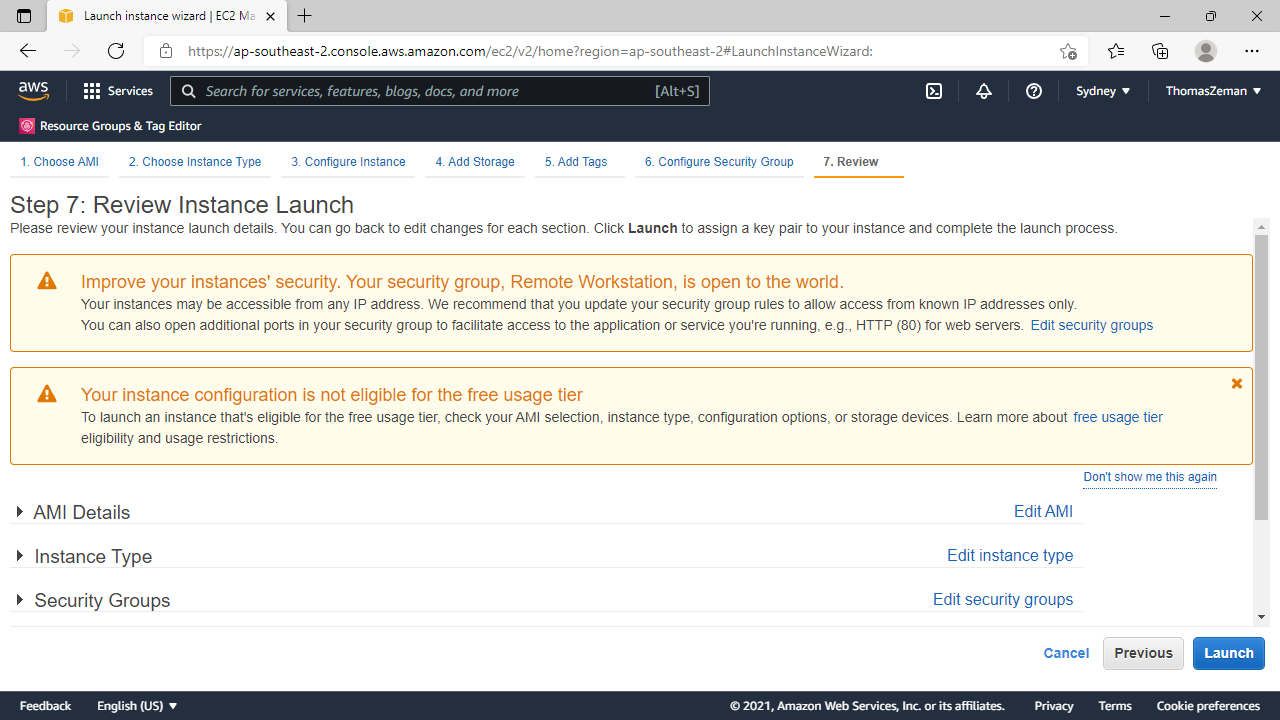 Launch instance wizard | EC2 Ma
https://ap-southeast-2.console.aws.amazon.com/ec2/v2/home?region=ap-southeast-2#LaunchInstanceWizard:
aws
Services
Search for services, features, blogs, docs, and more
[Alt+S]
Sydney
ThomasZeman
Resource Groups & Tag Editor
1. Choose AMI
2. Choose Instance Type
3. Configure Instance
4. Add Storage
5. Add Tags
6. Configure Security Group
7. Review
Step 7: Review Instance Launch
Please review your instance launch details. You can go back to edit changes for each section. Click Launch to assign a key pair to your instance and complete the launch process.
Improve your instances' security. Your security group, Remote Workstation, is open to the world.
Your instances may be accessible from any IP address. We recommend that you update your security group rules to allow access from known IP addresses only.
You can also open additional ports in your security group to facilitate access to the application or service you're running, e.g., HTTP (80) for web servers. Edit security groups
Your instance configuration is not eligible for the free usage tier
To launch an instance that's eligible for the free usage tier, check your AMI selection, instance type, configuration options, or storage devices. Learn more about free usage tier
eligibility and usage restrictions.
Don't show me this again
AMI Details
Edit AMI
Instance Type
Edit instance type
Security Groups
Edit security groups
Cancel
Previous
Launch
Feedback
English (US)
© 2021, Amazon Web Services, Inc. or its affiliates.
Privacy
Terms
Cookie preferences